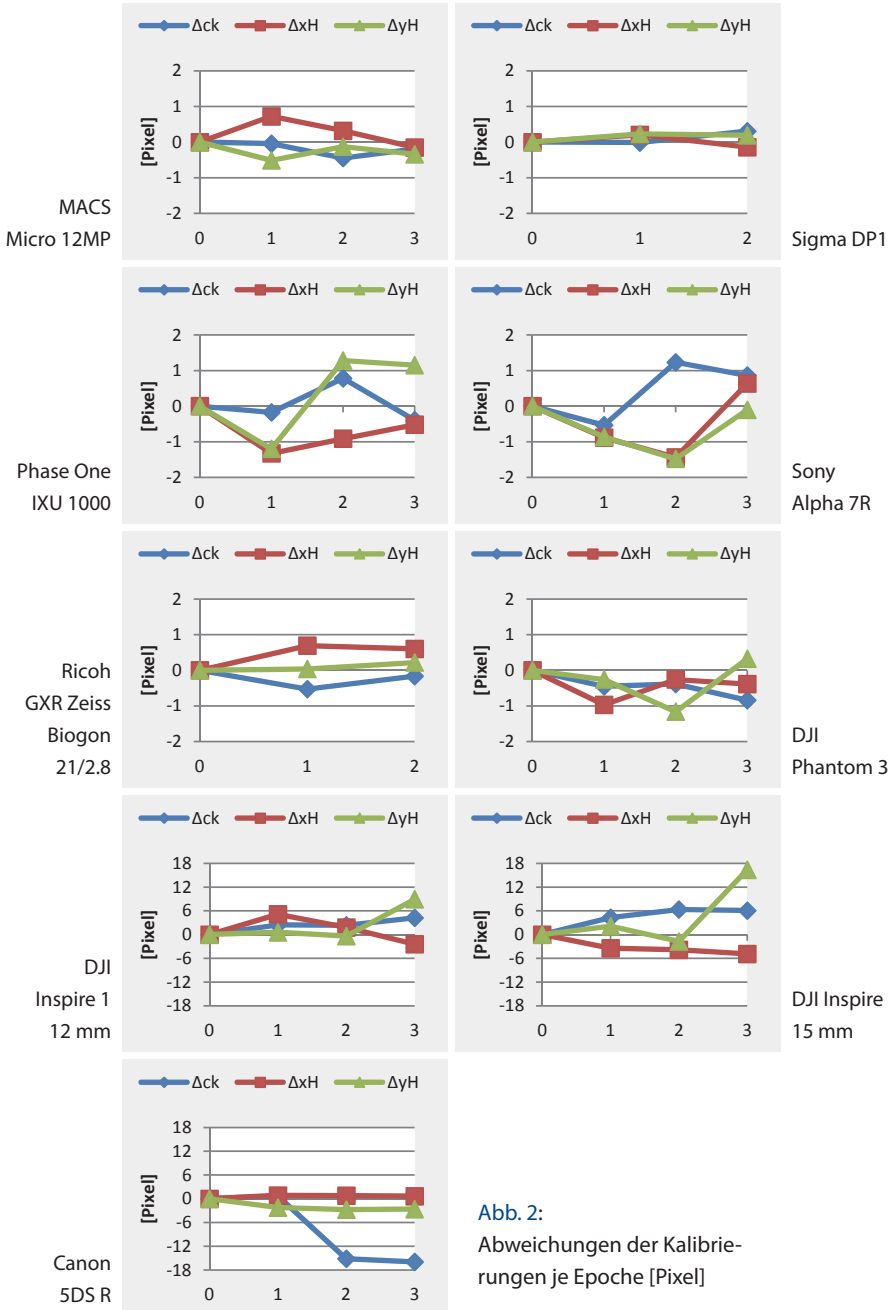 Δck ΔxH ΔyH
2
1
0
-1
-2
[Pixel]
0 1 2 3
MACS
Micro 12MP
Δck ΔxH ΔyH
2
1
0
-1
-2
[Pixel]
0 1 2
Sigma DP1
Δck ΔxH ΔyH
2
1
0
-1
-2
[Pixel]
0 1 2 3
Phase One
IXU 1000
Δck ΔxH ΔyH
2
1
0
-1
-2
[Pixel]
0 1 2 3
Sony
Alpha 7R
Δck ΔxH ΔyH
2
1
0
-1
-2
[Pixel]
0 1 2
Ricoh
GXR Zeiss
Biogon
21/2.8
Δck ΔxH ΔyH
2
1
0
-1
-2
[Pixel]
0 1 2 3
DJI
Phantom 3
Δck ΔxH ΔyH
18
12
6
0
-6
-12
-18
[Pixel]
0 1 2 3
DJI
Inspire 1
12 mm
Δck ΔxH ΔyH
18
12
6
0
-6
-12
-18
[Pixel]
0 1 2 3
DJI Inspire
15 mm
Δck ΔxH ΔyH
18
12
6
0
-6
-12
-18
[Pixel]
0 1 2 3
Canon
5DS R
Abb. 2:
Abweichungen der Kalibrie-
rungen je Epoche [Pixel]